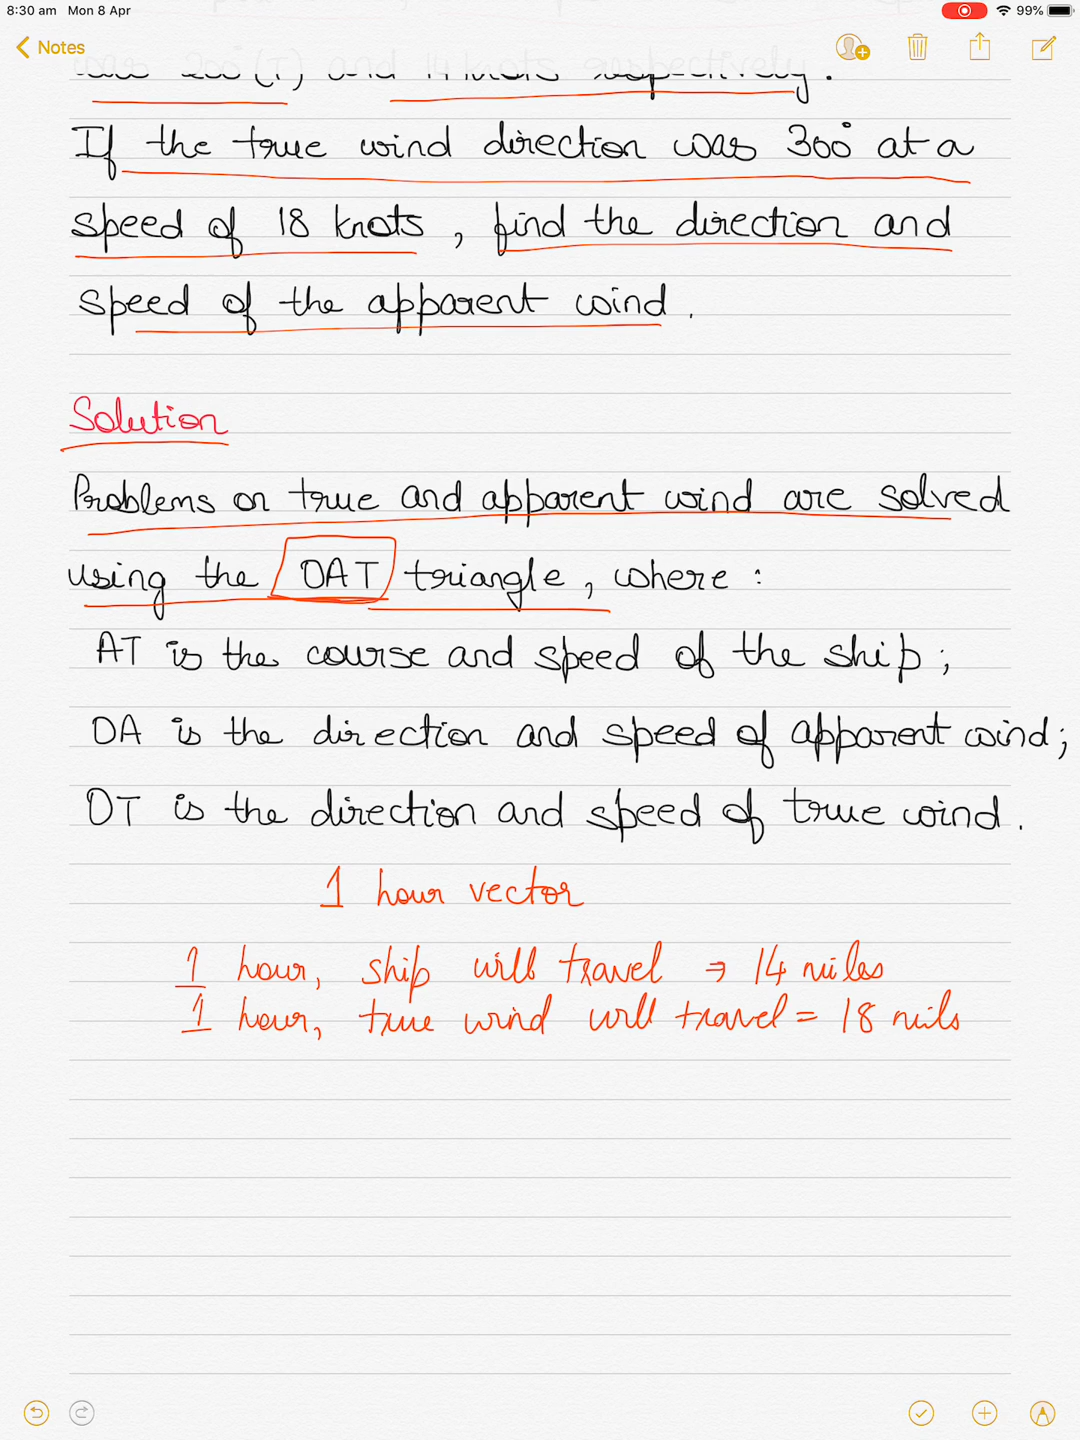 8:30 am Mon 8 Apr
99%
Notes
and 14 knots respectively.
If the true wind direction was 300° at a
speed of 18 knots, find the direction and
speed of the apparent wind.
Solution
Problems on true and apparent wind are solved
using the OAT triangle, where :
AT is the course and speed of the ship;
OA is the direction and speed of apparent wind;
OT is the direction and speed of true wind.
1 hour vector
1 hour, ship will travel → 14 miles
1 hour, true wind will travel = 18 mils